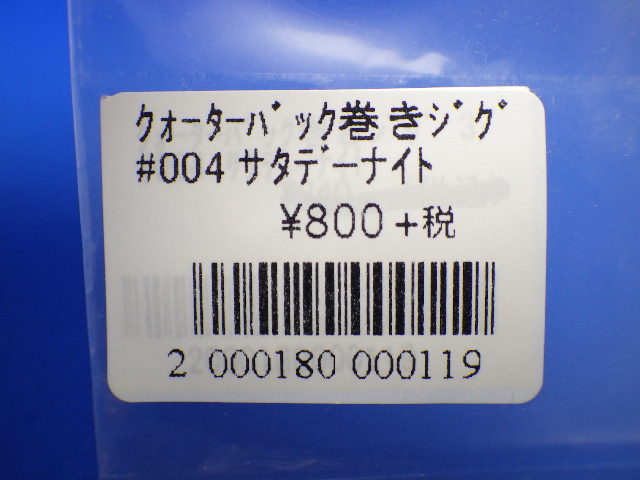 ｸｫｰﾀｰﾊﾞｯｸ巻きｼﾞｸﾞ
#004 サタデーナイト
¥800 +税
2 000180 000119